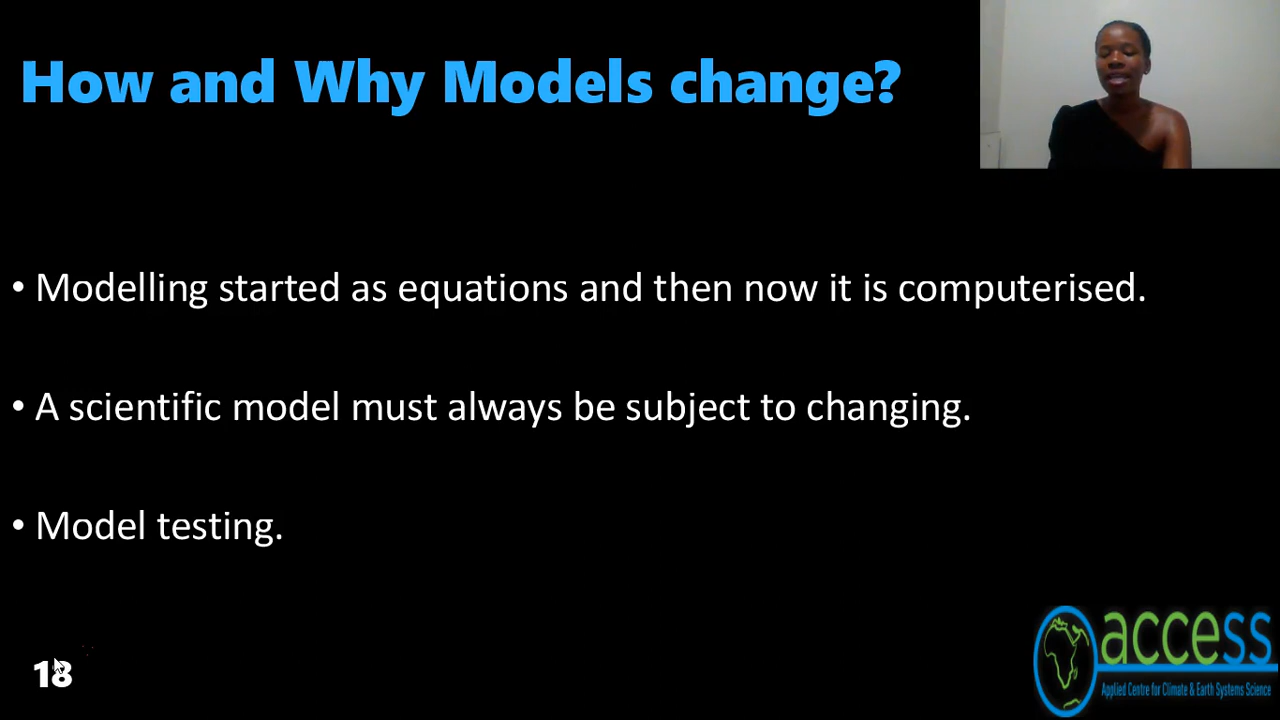 How and Why Models change?
• Modelling started as equations and then now it is computerised.
• A scientific model must always be subject to changing.
• Model testing.
18
access
Applied Centre for Climate & Earth Systems Science